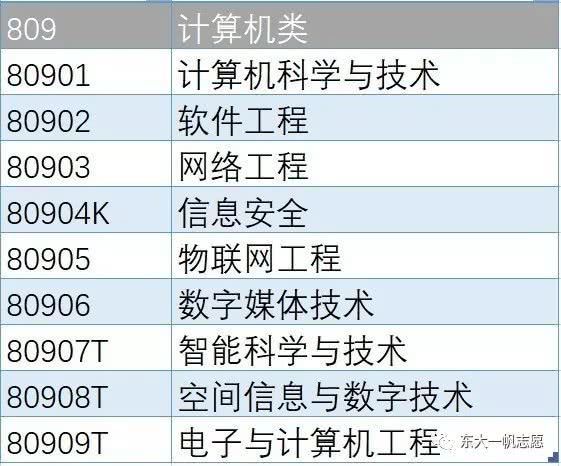 809 计算机类
80901 计算机科学与技术
80902 软件工程
80903 网络工程
80904K 信息安全
80905 物联网工程
80906 数字媒体技术
80907T 智能科学与技术
80908T 空间信息与数字技术
80909T 电子与计算机工程
东大一帆志愿